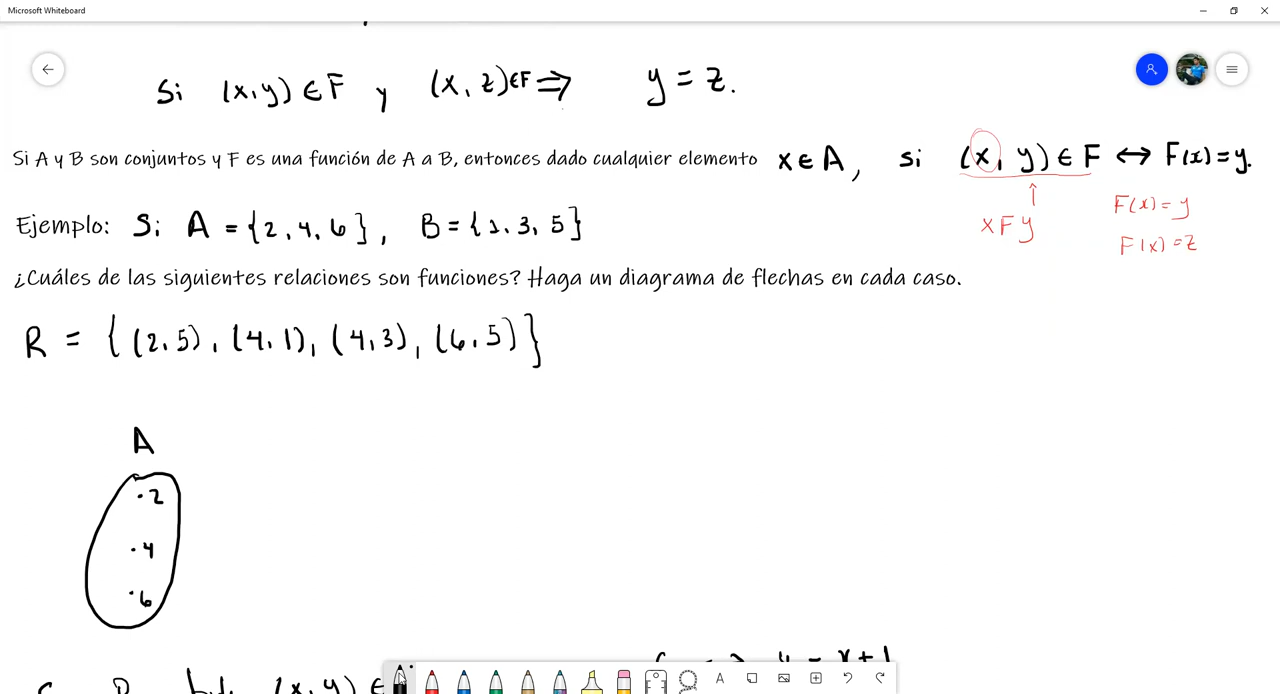 Microsoft Whiteboard
Si (x,y) ∈ F y (x, z) ∈ F ⇒ y = z.
Si A y B son conjuntos y F es una función de A a B, entonces dado cualquier elemento x ∈ A, si (x, y) ∈ F ↔ F(x) = y.
x F y
F(x) = y
F(x) = z
Ejemplo: Si A = {2, 4, 6}, B = {1, 3, 5}
¿Cuáles de las siguientes relaciones son funciones? Haga un diagrama de flechas en cada caso.
R = {(2,5), (4,1), (4,3), (6,5)}
A
· 2
· 4
· 6
y = x + 1
(x, y) ∈
A